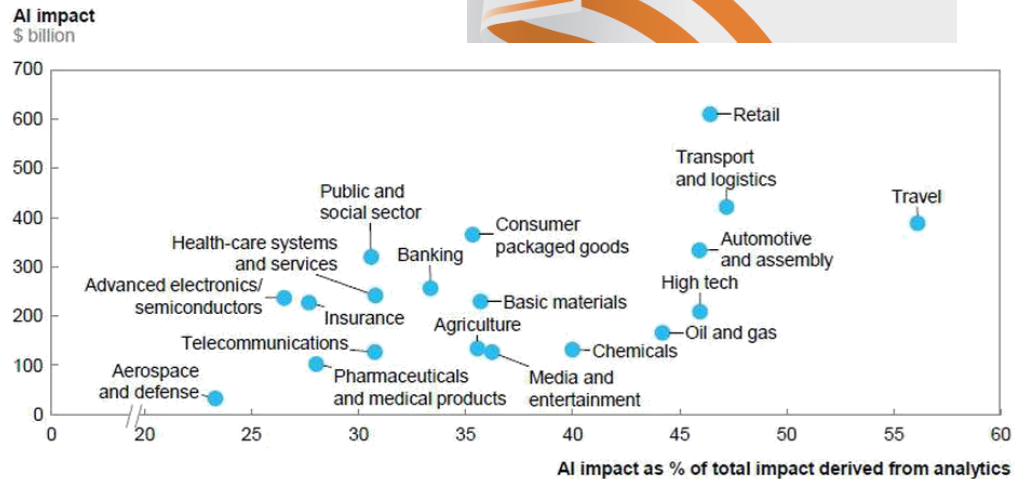 AI impact
$ billion
700
600
500
400
300
200
100
0
Retail
Transport
and logistics
Travel
Public and
social sector
Consumer
packaged goods
Automotive
and assembly
Health-care systems
and services
Banking
High tech
Advanced electronics/
semiconductors
Insurance
Basic materials
Agriculture
Oil and gas
Telecommunications
Chemicals
Aerospace
and defense
Pharmaceuticals
and medical products
Media and
entertainment
0
20
25
30
35
40
45
50
55
60
AI impact as % of total impact derived from analytics